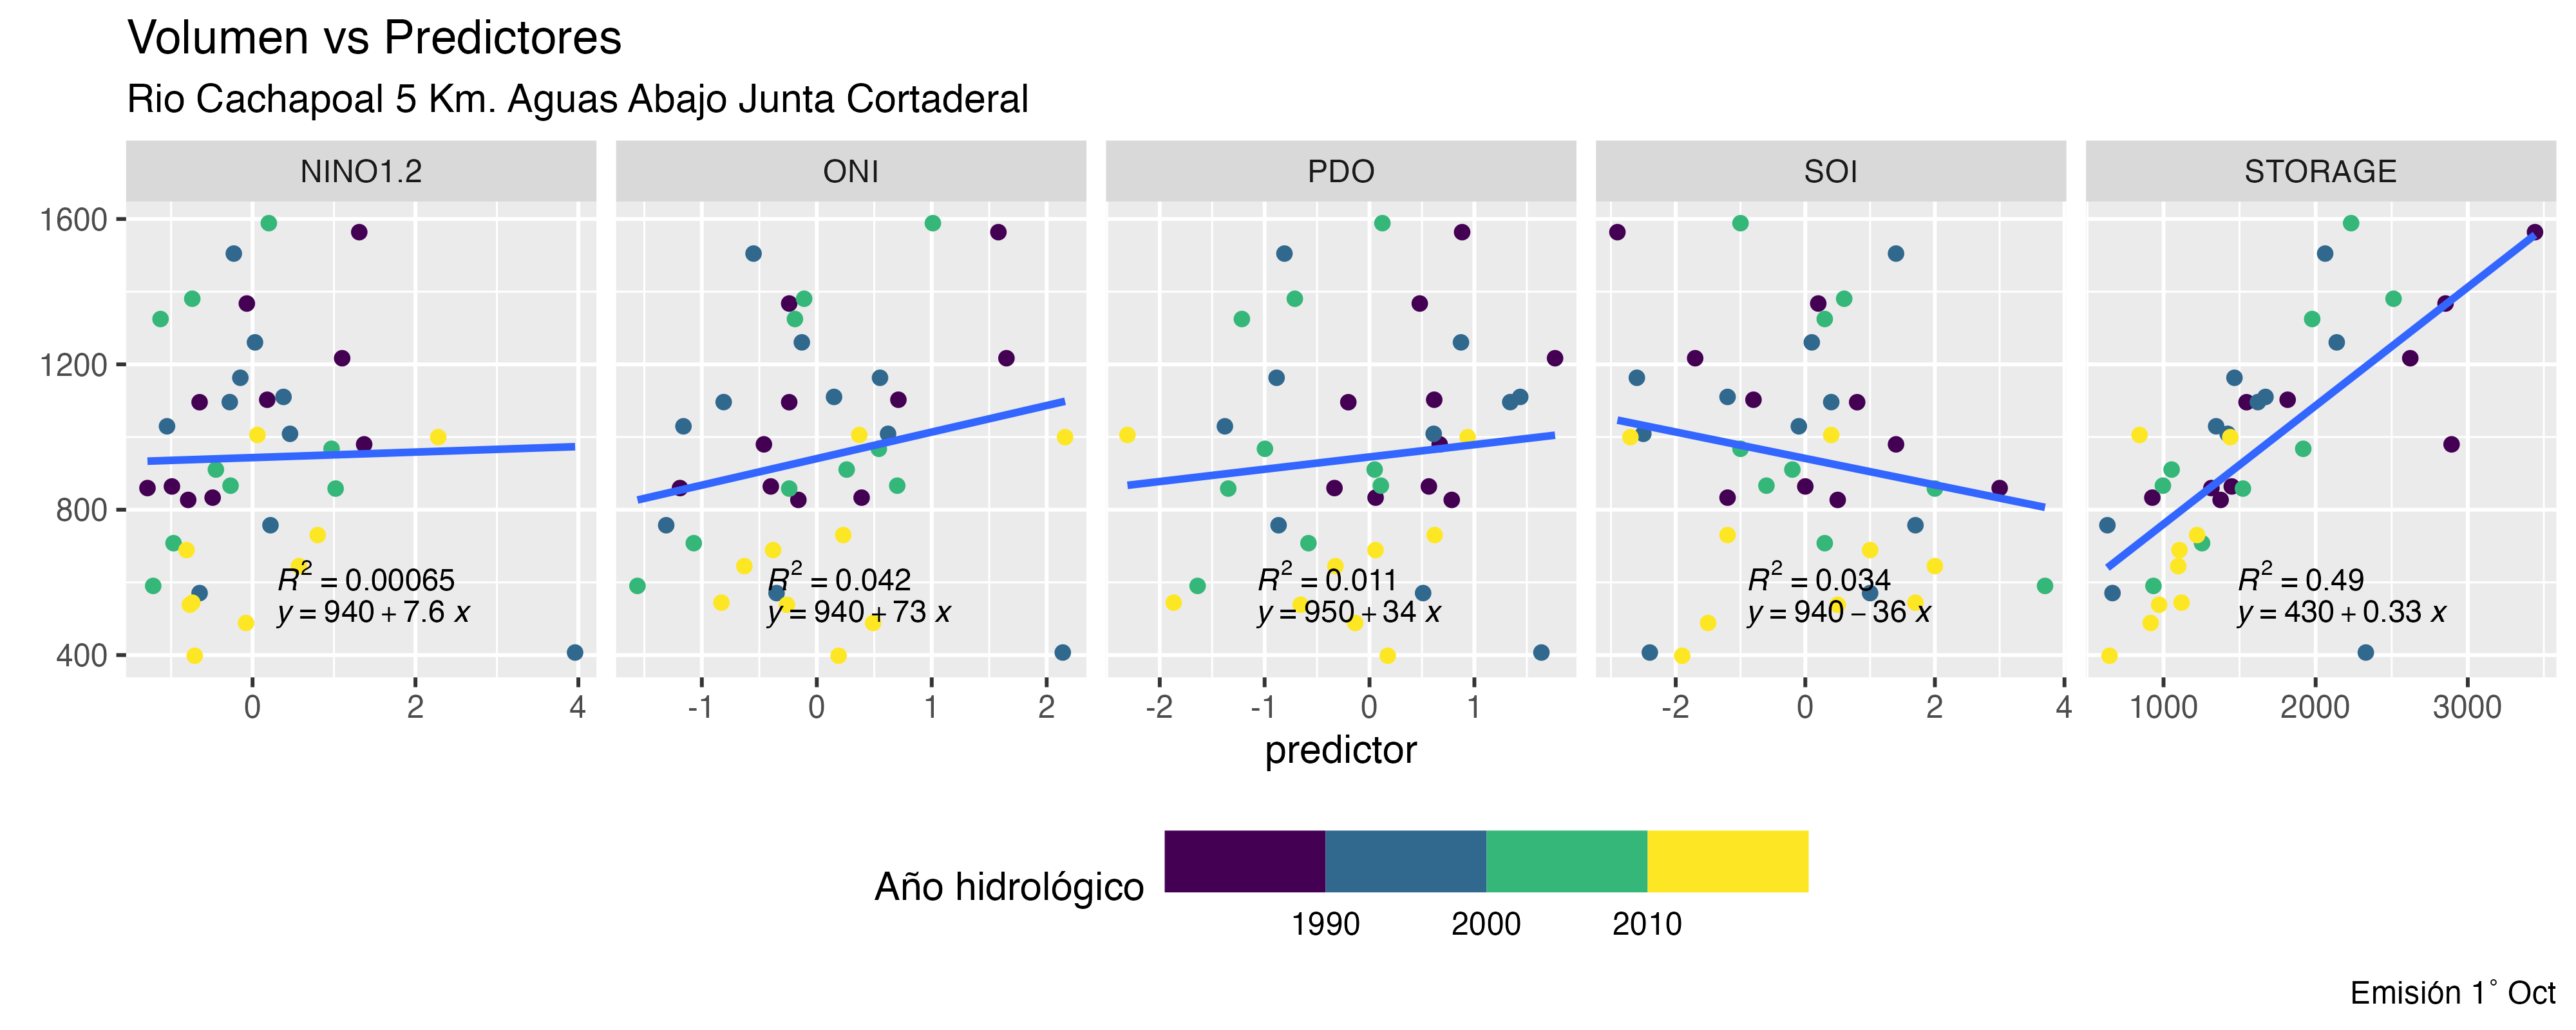 Volumen vs Predictores
Rio Cachapoal 5 Km. Aguas Abajo Junta Cortaderal
NINO1.2 ONI PDO SOI STORAGE
1600
1200
800
400
R² = 0.00065
y = 940 + 7.6 x
R² = 0.042
y = 940 + 73 x
R² = 0.011
y = 950 + 34 x
R² = 0.034
y = 940 − 36 x
R² = 0.49
y = 430 + 0.33 x
0 2 4 -1 0 1 2 -2 -1 0 1 -2 0 2 4 1000 2000 3000
predictor
Año hidrológico
1990 2000 2010
Emisión 1˚ Oct